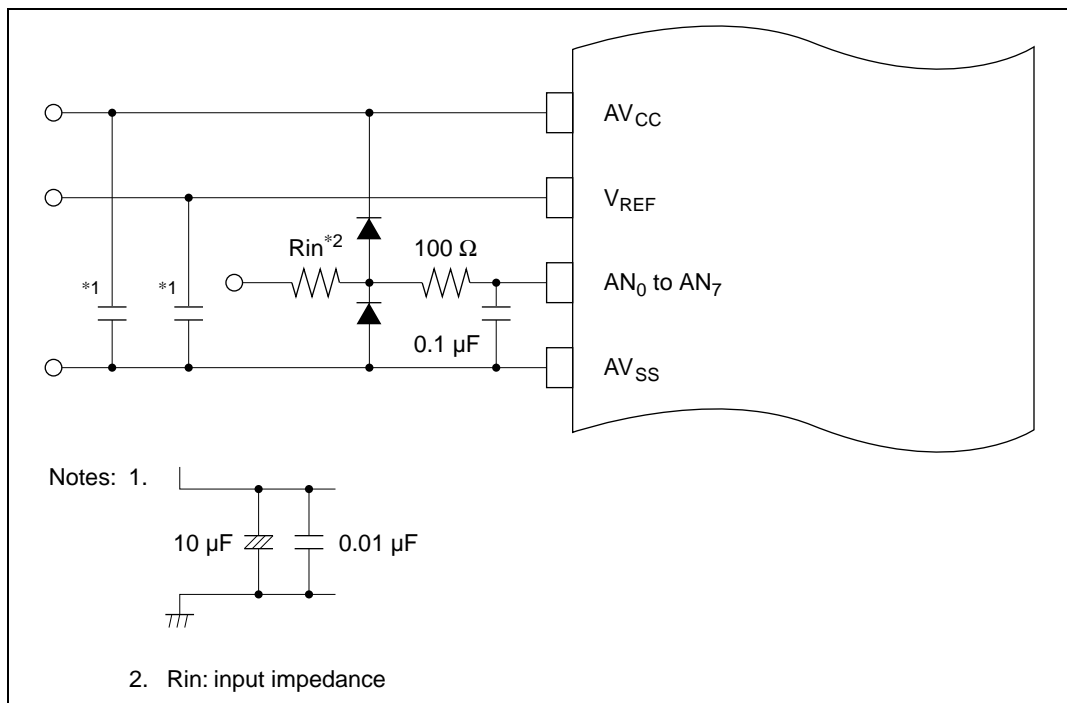 AVCC
VREF
Rin*2 100 Ω
*1 *1 AN0 to AN7
0.1 µF
AVSS
Notes: 1.
10 µF 0.01 µF
2. Rin: input impedance